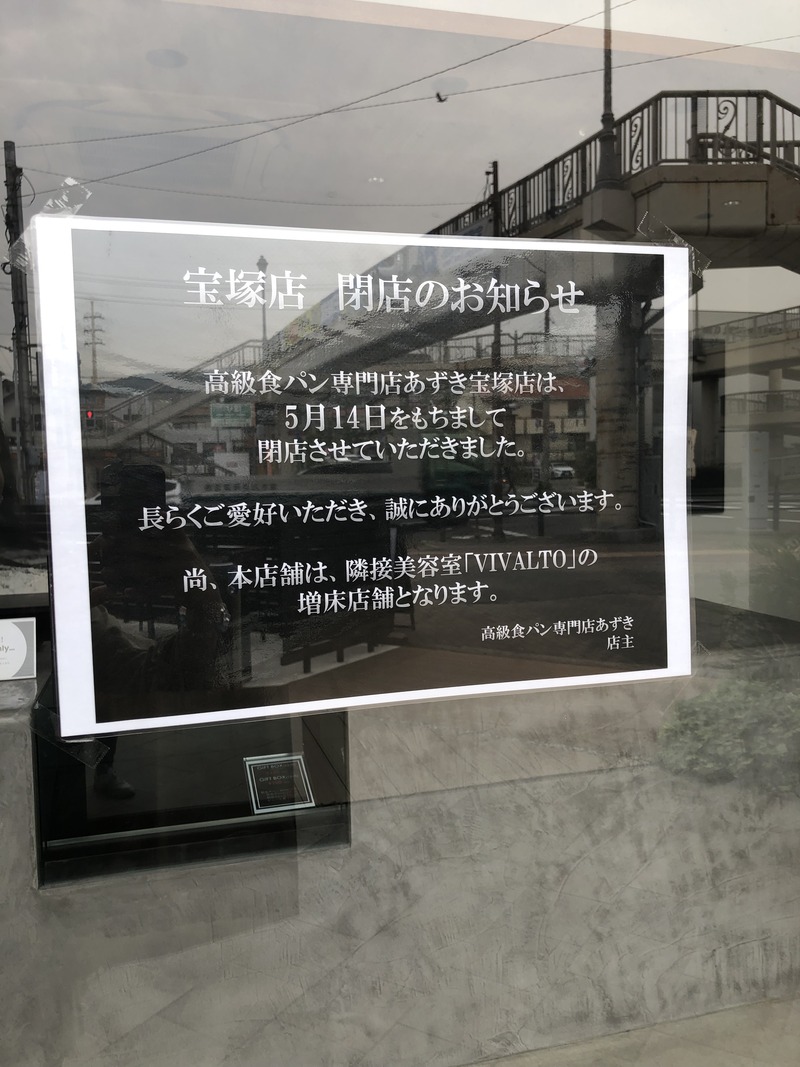 宝塚店 閉店のお知らせ
高級食パン専門店あずき宝塚店は、
5月14日をもちまして
閉店させていただきました。
長らくご愛好いただき、誠にありがとうございます。
尚、本店舗は、隣接美容室「VIVALTO」の
増床店舗となります。
高級食パン専門店あずき
店主
GIFT BOX